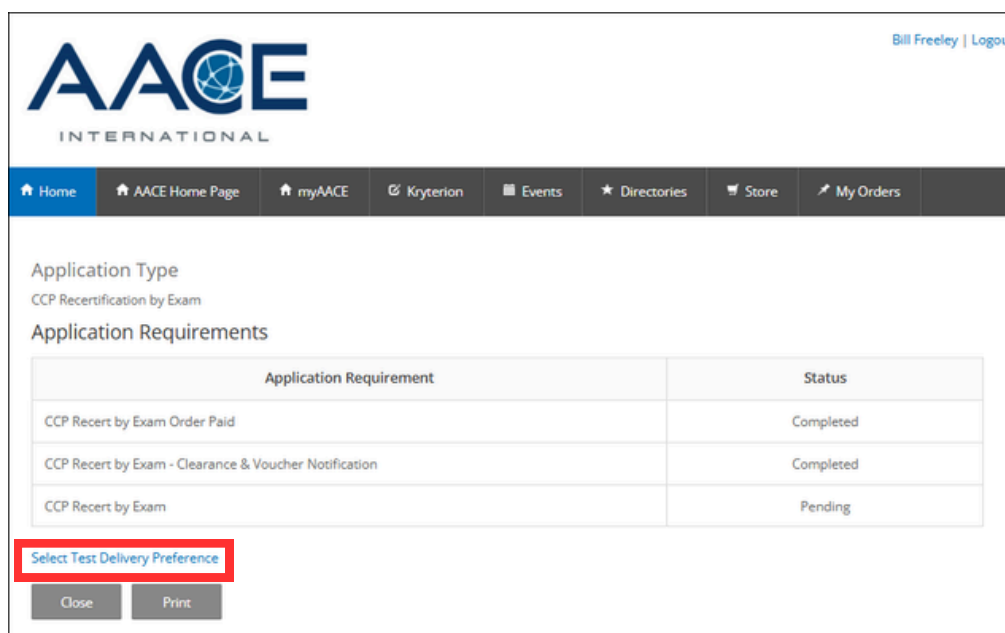 Bill Freeley | Logou
AACE
INTERNATIONAL
Home AACE Home Page myAACE Kryterion Events Directories Store My Orders
Application Type
CCP Recertification by Exam
Application Requirements
Application Requirement Status
CCP Recert by Exam Order Paid Completed
CCP Recert by Exam - Clearance & Voucher Notification Completed
CCP Recert by Exam Pending
Select Test Delivery Preference
Close Print